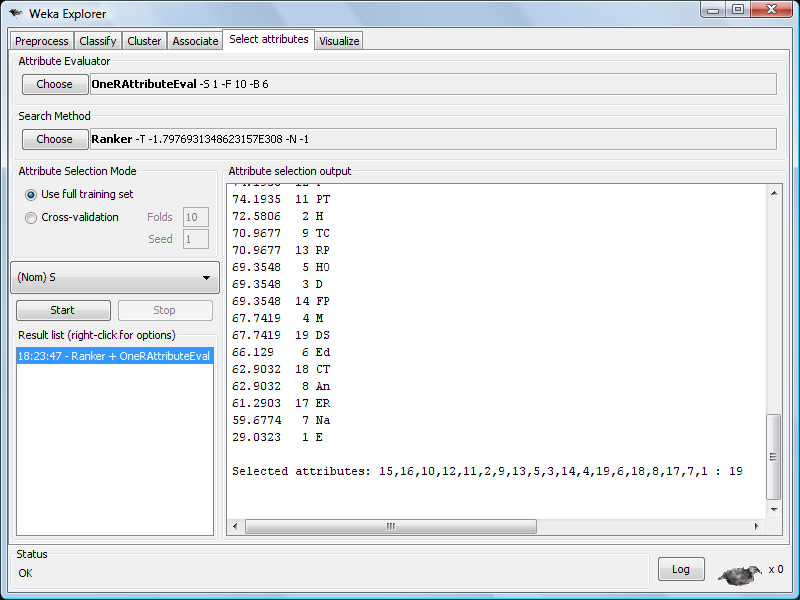 Weka Explorer
Preprocess Classify Cluster Associate Select attributes Visualize
Attribute Evaluator
Choose OneRAttributeEval -S 1 -F 10 -B 6
Search Method
Choose Ranker -T -1.7976931348623157E308 -N -1
Attribute Selection Mode
Use full training set
Cross-validation Folds 10
Seed 1
(Nom) S
Start Stop
Result list (right-click for options)
18:23:47 - Ranker + OneRAttributeEval
Attribute selection output
74.1935 11 PT
72.5806 2 H
70.9677 9 TC
70.9677 13 RP
69.3548 5 HO
69.3548 3 D
69.3548 14 FP
67.7419 4 M
67.7419 19 DS
66.129 6 Ed
62.9032 18 CT
62.9032 8 An
61.2903 17 ER
59.6774 7 Na
29.0323 1 E
Selected attributes: 15,16,10,12,11,2,9,13,5,3,14,4,19,6,18,8,17,7,1 : 19
Status
OK
Log x 0